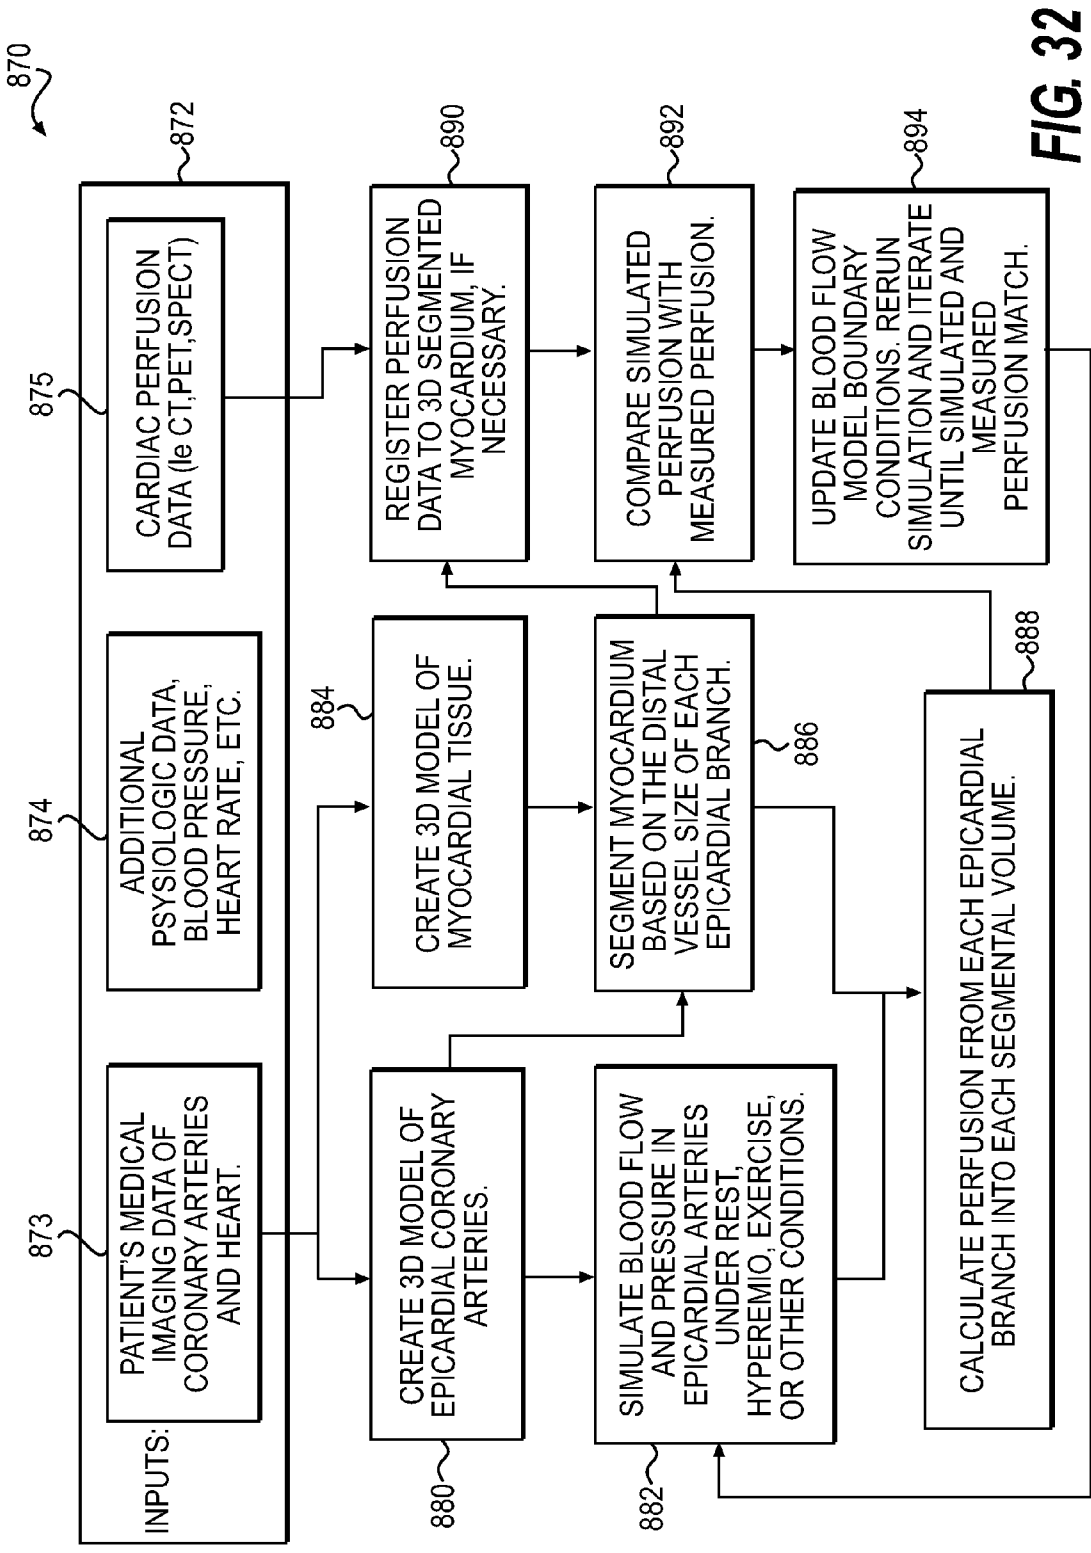 870
872
INPUTS:
873
PATIENT'S MEDICAL
IMAGING DATA OF
CORONARY ARTERIES
AND HEART.
874
ADDITIONAL
PSYSIOLOGIC DATA,
BLOOD PRESSURE,
HEART RATE, ETC.
875
CARDIAC PERFUSION
DATA (Ie CT,PET,SPECT)
880
CREATE 3D MODEL OF
EPICARDIAL CORONARY
ARTERIES.
884
CREATE 3D MODEL OF
MYOCARDIAL TISSUE.
890
REGISTER PERFUSION
DATA TO 3D SEGMENTED
MYOCARDIUM, IF
NECESSARY.
882
SIMULATE BLOOD FLOW
AND PRESSURE IN
EPICARDIAL ARTERIES
UNDER REST,
HYPEREMIO, EXERCISE,
OR OTHER CONDITIONS.
886
SEGMENT MYOCARDIUM
BASED ON THE DISTAL
VESSEL SIZE OF EACH
EPICARDIAL BRANCH.
892
COMPARE SIMULATED
PERFUSION WITH
MEASURED PERFUSION.
888
CALCULATE PERFUSION FROM EACH EPICARDIAL
BRANCH INTO EACH SEGMENTAL VOLUME.
894
UPDATE BLOOD FLOW
MODEL BOUNDARY
CONDITIONS. RERUN
SIMULATION AND ITERATE
UNTIL SIMULATED AND
MEASURED
PERFUSION MATCH.
FIG. 32